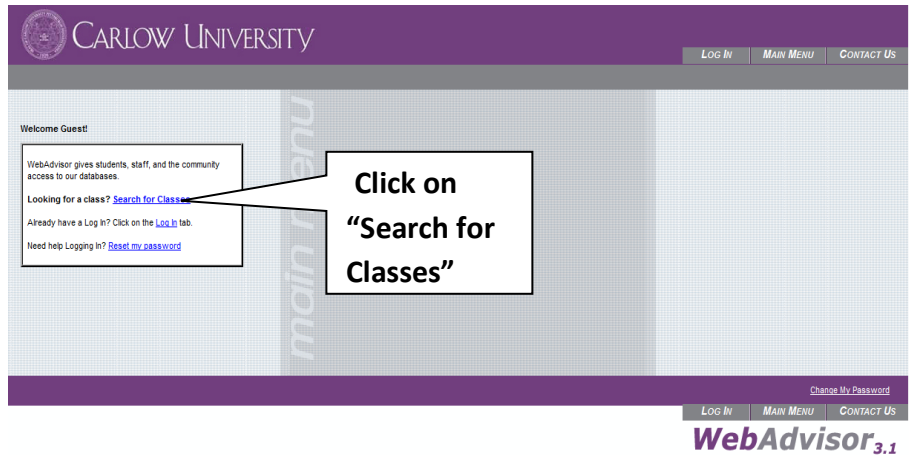 CARLOW UNIVERSITY
LOG IN MAIN MENU CONTACT US
main menu
Welcome Guest!
WebAdvisor gives students, staff, and the community
access to our databases.
Looking for a class? Search for Classes
Already have a Log In? Click on the Log In tab.
Need help Logging In? Reset my password
Click on
“Search for
Classes”
Change My Password
LOG IN MAIN MENU CONTACT US
WebAdvisor3.1